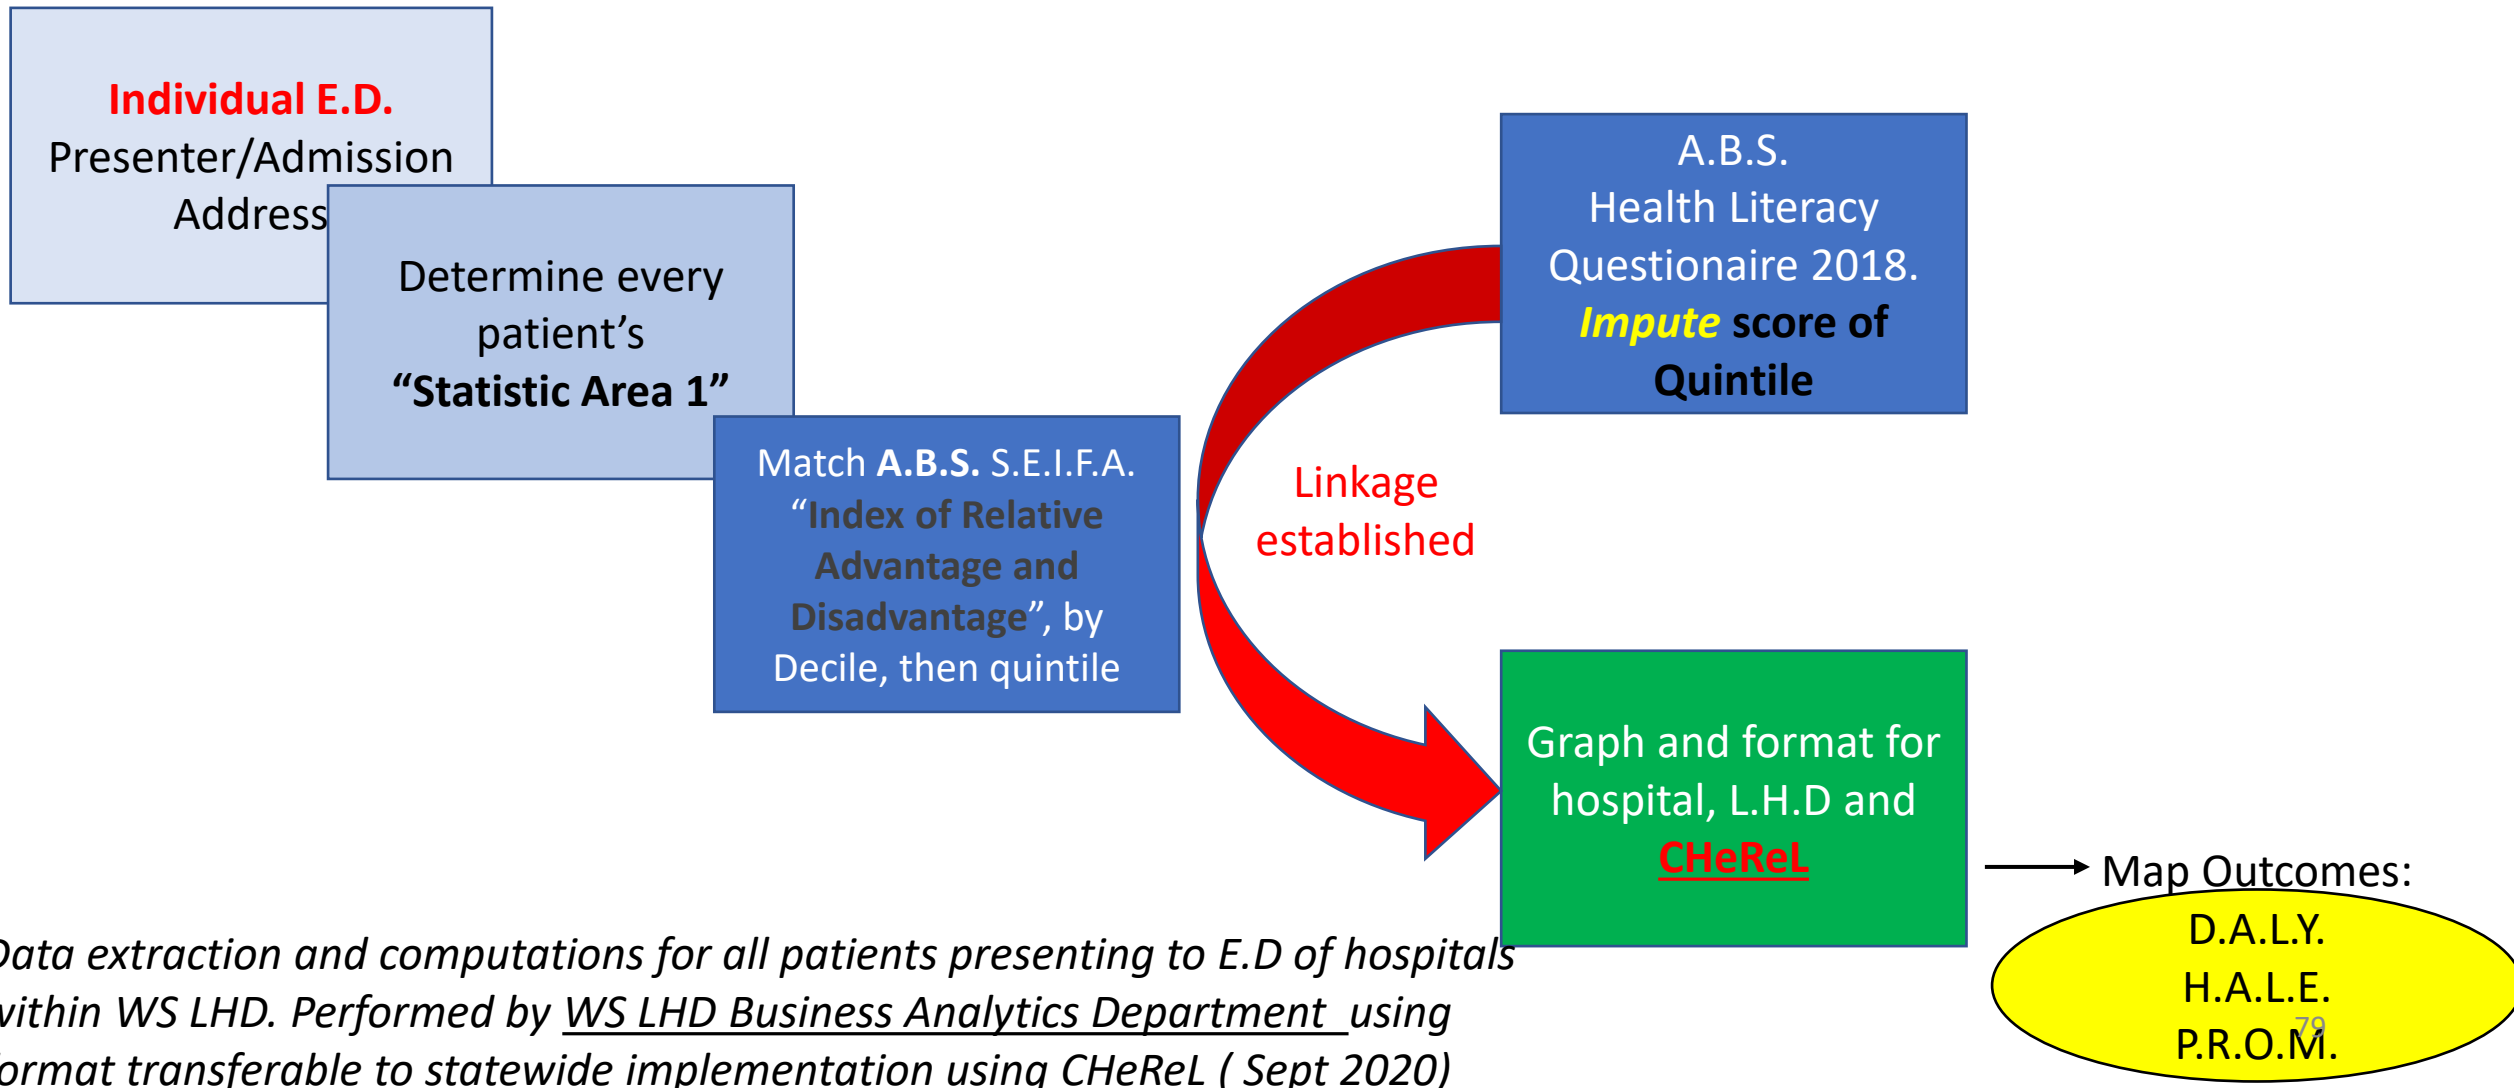 Individual E.D.
Presenter/Admission
Address
Determine every
patient’s
“Statistic Area 1”
Match A.B.S. S.E.I.F.A.
“Index of Relative
Advantage and
Disadvantage”, by
Decile, then quintile
A.B.S.
Health Literacy
Questionaire 2018.
Impute score of
Quintile
Linkage
established
Graph and format for
hospital, L.H.D and
CHeReL
Map Outcomes:
D.A.L.Y.
H.A.L.E.
P.R.O.M.
79
Data extraction and computations for all patients presenting to E.D of hospitals
within WS LHD. Performed by WS LHD Business Analytics Department using
format transferable to statewide implementation using CHeReL ( Sept 2020)